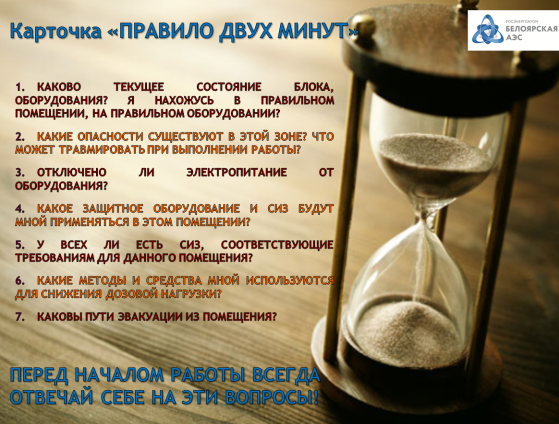 Карточка «ПРАВИЛО ДВУХ МИНУТ»
РОСЭНЕРГОАТОМ
БЕЛОЯРСКАЯ
АЭС
1. КАКОВО ТЕКУЩЕЕ СОСТОЯНИЕ БЛОКА,
ОБОРУДОВАНИЯ? Я НАХОЖУСЬ В ПРАВИЛЬНОМ
ПОМЕЩЕНИИ, НА ПРАВИЛЬНОМ ОБОРУДОВАНИИ?
2. КАКИЕ ОПАСНОСТИ СУЩЕСТВУЮТ В ЭТОЙ ЗОНЕ? ЧТО
МОЖЕТ ТРАВМИРОВАТЬ ПРИ ВЫПОЛНЕНИИ РАБОТЫ?
3. ОТКЛЮЧЕНО ЛИ ЭЛЕКТРОПИТАНИЕ ОТ
ОБОРУДОВАНИЯ?
4. КАКОЕ ЗАЩИТНОЕ ОБОРУДОВАНИЕ И СИЗ БУДУТ
МНОЙ ПРИМЕНЯТЬСЯ В ЭТОМ ПОМЕЩЕНИИ?
5. У ВСЕХ ЛИ ЕСТЬ СИЗ, СООТВЕТСТВУЮЩИЕ
ТРЕБОВАНИЯМ ДЛЯ ДАННОГО ПОМЕЩЕНИЯ?
6. КАКИЕ МЕТОДЫ И СРЕДСТВА МНОЙ ИСПОЛЬЗУЮТСЯ
ДЛЯ СНИЖЕНИЯ ДОЗОВОЙ НАГРУЗКИ?
7. КАКОВЫ ПУТИ ЭВАКУАЦИИ ИЗ ПОМЕЩЕНИЯ?
ПЕРЕД НАЧАЛОМ РАБОТЫ ВСЕГДА
ОТВЕЧАЙ СЕБЕ НА ЭТИ ВОПРОСЫ!